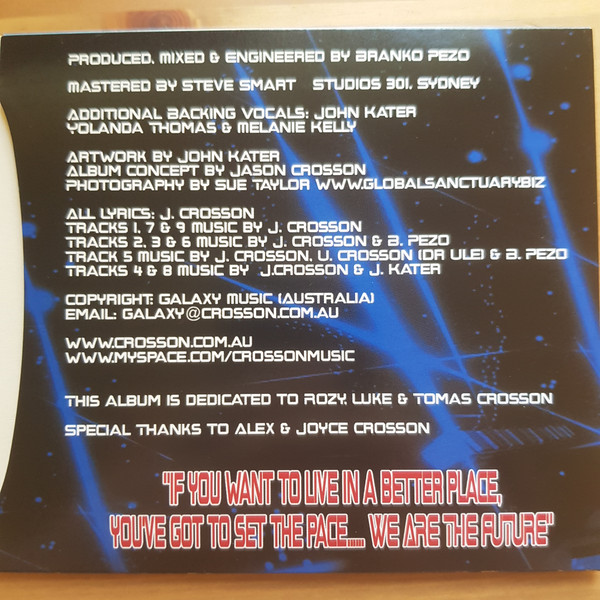 PRODUCED, MIXED & ENGINEERED BY BRANKO PEZO
MASTERED BY STEVE SMART STUDIOS 301, SYDNEY
ADDITIONAL BACKING VOCALS: JOHN KATER
YOLANDA THOMAS & MELANIE KELLY
ARTWORK BY JOHN KATER
ALBUM CONCEPT BY JASON CROSSON
PHOTOGRAPHY BY SUE TAYLOR WWW.GLOBALSANCTUARY.BIZ
ALL LYRICS: J. CROSSON
TRACKS 1, 7 & 9 MUSIC BY J. CROSSON
TRACKS 2, 3 & 6 MUSIC BY J. CROSSON & B. PEZO
TRACK 5 MUSIC BY J. CROSSON, U. CROSSON (DR ULE) & B. PEZO
TRACKS 4 & 8 MUSIC BY J.CROSSON & J. KATER
COPYRIGHT: GALAXY MUSIC (AUSTRALIA)
EMAIL: GALAXY@CROSSON.COM.AU
WWW.CROSSON.COM.AU
WWW.MYSPACE.COM/CROSSONMUSIC
THIS ALBUM IS DEDICATED TO ROZY, LUKE & TOMAS CROSSON
SPECIAL THANKS TO ALEX & JOYCE CROSSON
"IF YOU WANT TO LIVE IN A BETTER PLACE,
YOU'VE GOT TO SET THE PACE...... WE ARE THE FUTURE"